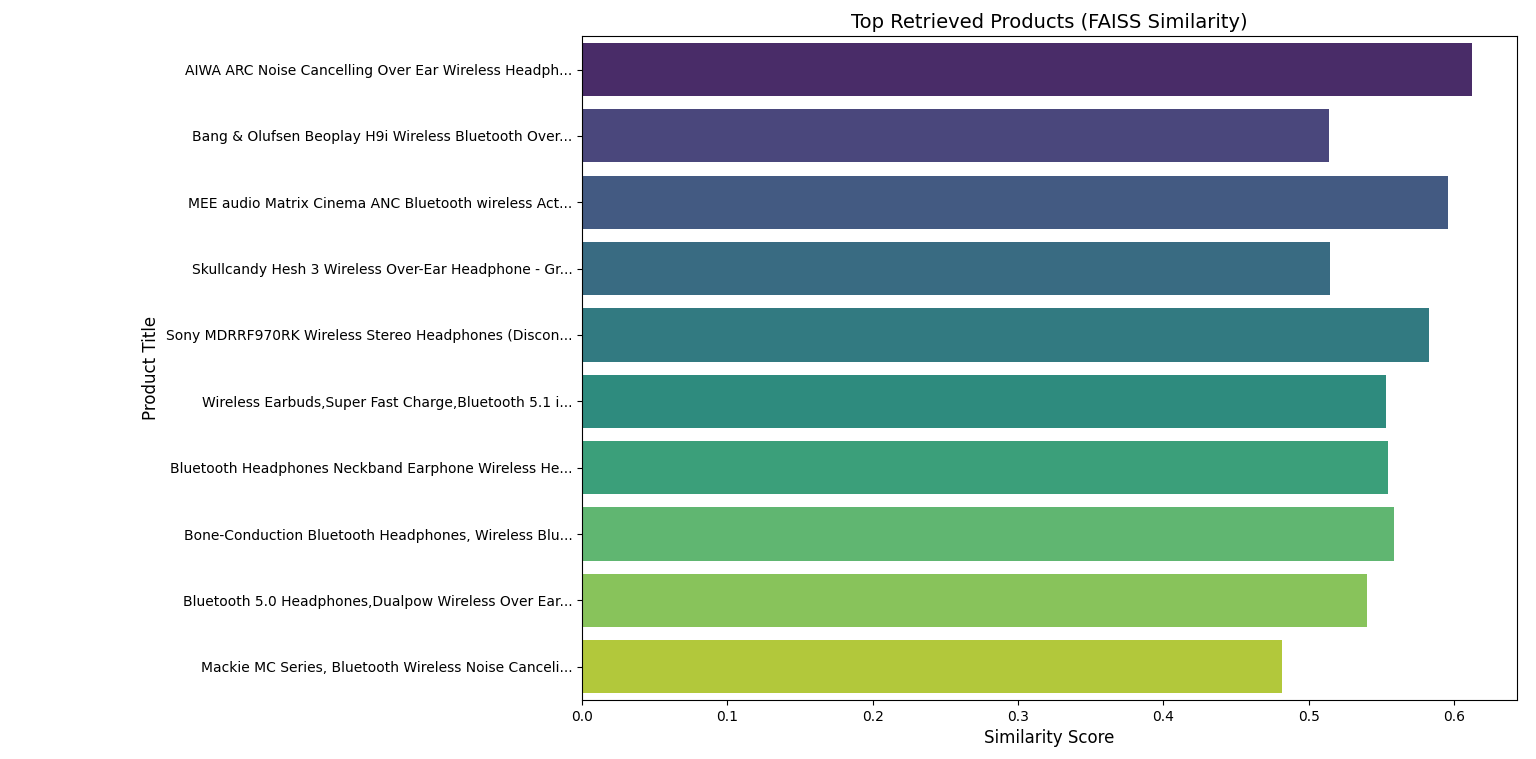 Top Retrieved Products (FAISS Similarity)
AIWA ARC Noise Cancelling Over Ear Wireless Headph...
Bang & Olufsen Beoplay H9i Wireless Bluetooth Over...
MEE audio Matrix Cinema ANC Bluetooth wireless Act...
Skullcandy Hesh 3 Wireless Over-Ear Headphone - Gr...
Sony MDRRF970RK Wireless Stereo Headphones (Discon...
Wireless Earbuds,Super Fast Charge,Bluetooth 5.1 i...
Bluetooth Headphones Neckband Earphone Wireless He...
Bone-Conduction Bluetooth Headphones, Wireless Blu...
Bluetooth 5.0 Headphones,Dualpow Wireless Over Ear...
Mackie MC Series, Bluetooth Wireless Noise Canceli...
Product Title
0.0 0.1 0.2 0.3 0.4 0.5 0.6
Similarity Score